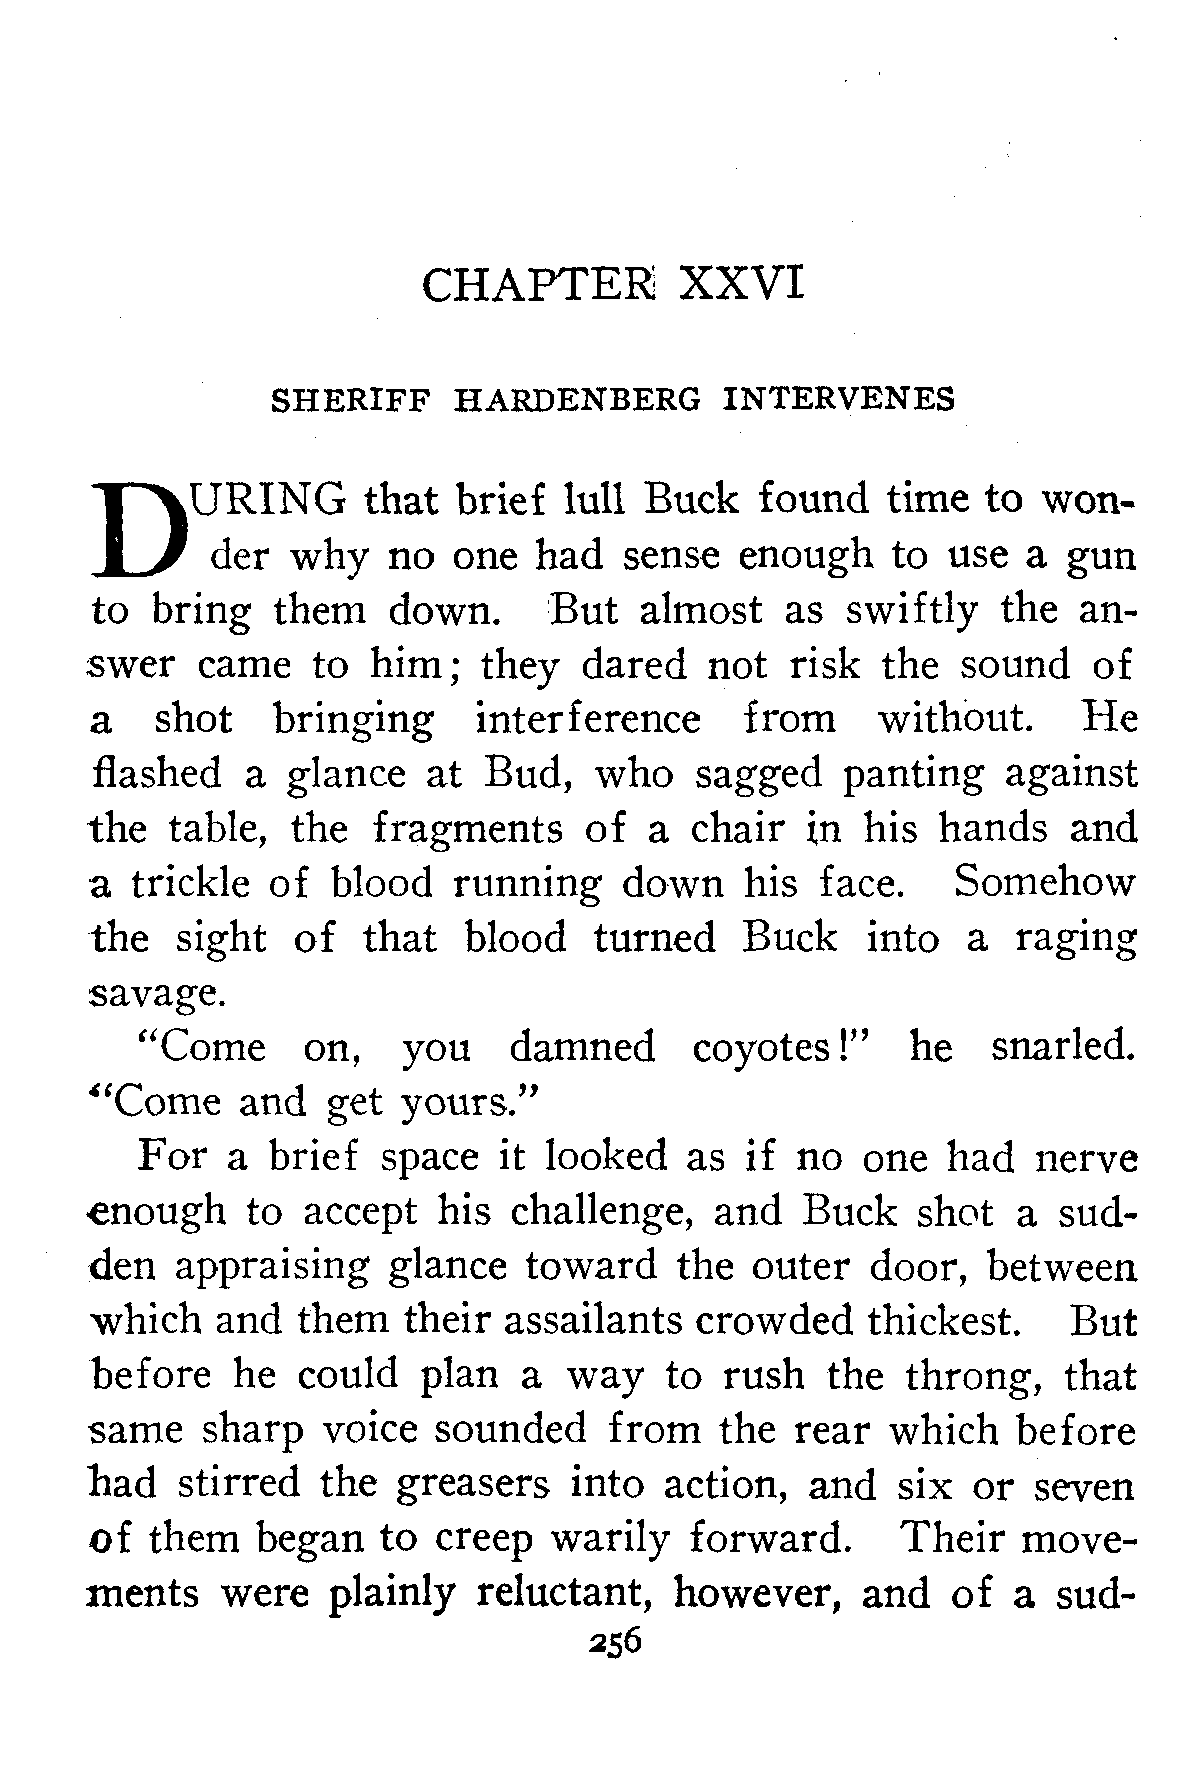 CHAPTER XXVI
SHERIFF HARDENBERG INTERVENES
DURING that brief lull Buck found time to won-
der why no one had sense enough to use a gun
to bring them down. But almost as swiftly the an-
swer came to him; they dared not risk the sound of
a shot bringing interference from without. He
flashed a glance at Bud, who sagged panting against
the table, the fragments of a chair in his hands and
a trickle of blood running down his face. Somehow
the sight of that blood turned Buck into a raging
savage.
"Come on, you damned coyotes!" he snarled.
"Come and get yours."
For a brief space it looked as if no one had nerve
enough to accept his challenge, and Buck shot a sud-
den appraising glance toward the outer door, between
which and them their assailants crowded thickest. But
before he could plan a way to rush the throng, that
same sharp voice sounded from the rear which before
had stirred the greasers into action, and six or seven
of them began to creep warily forward. Their move-
ments were plainly reluctant, however, and of a sud-
256